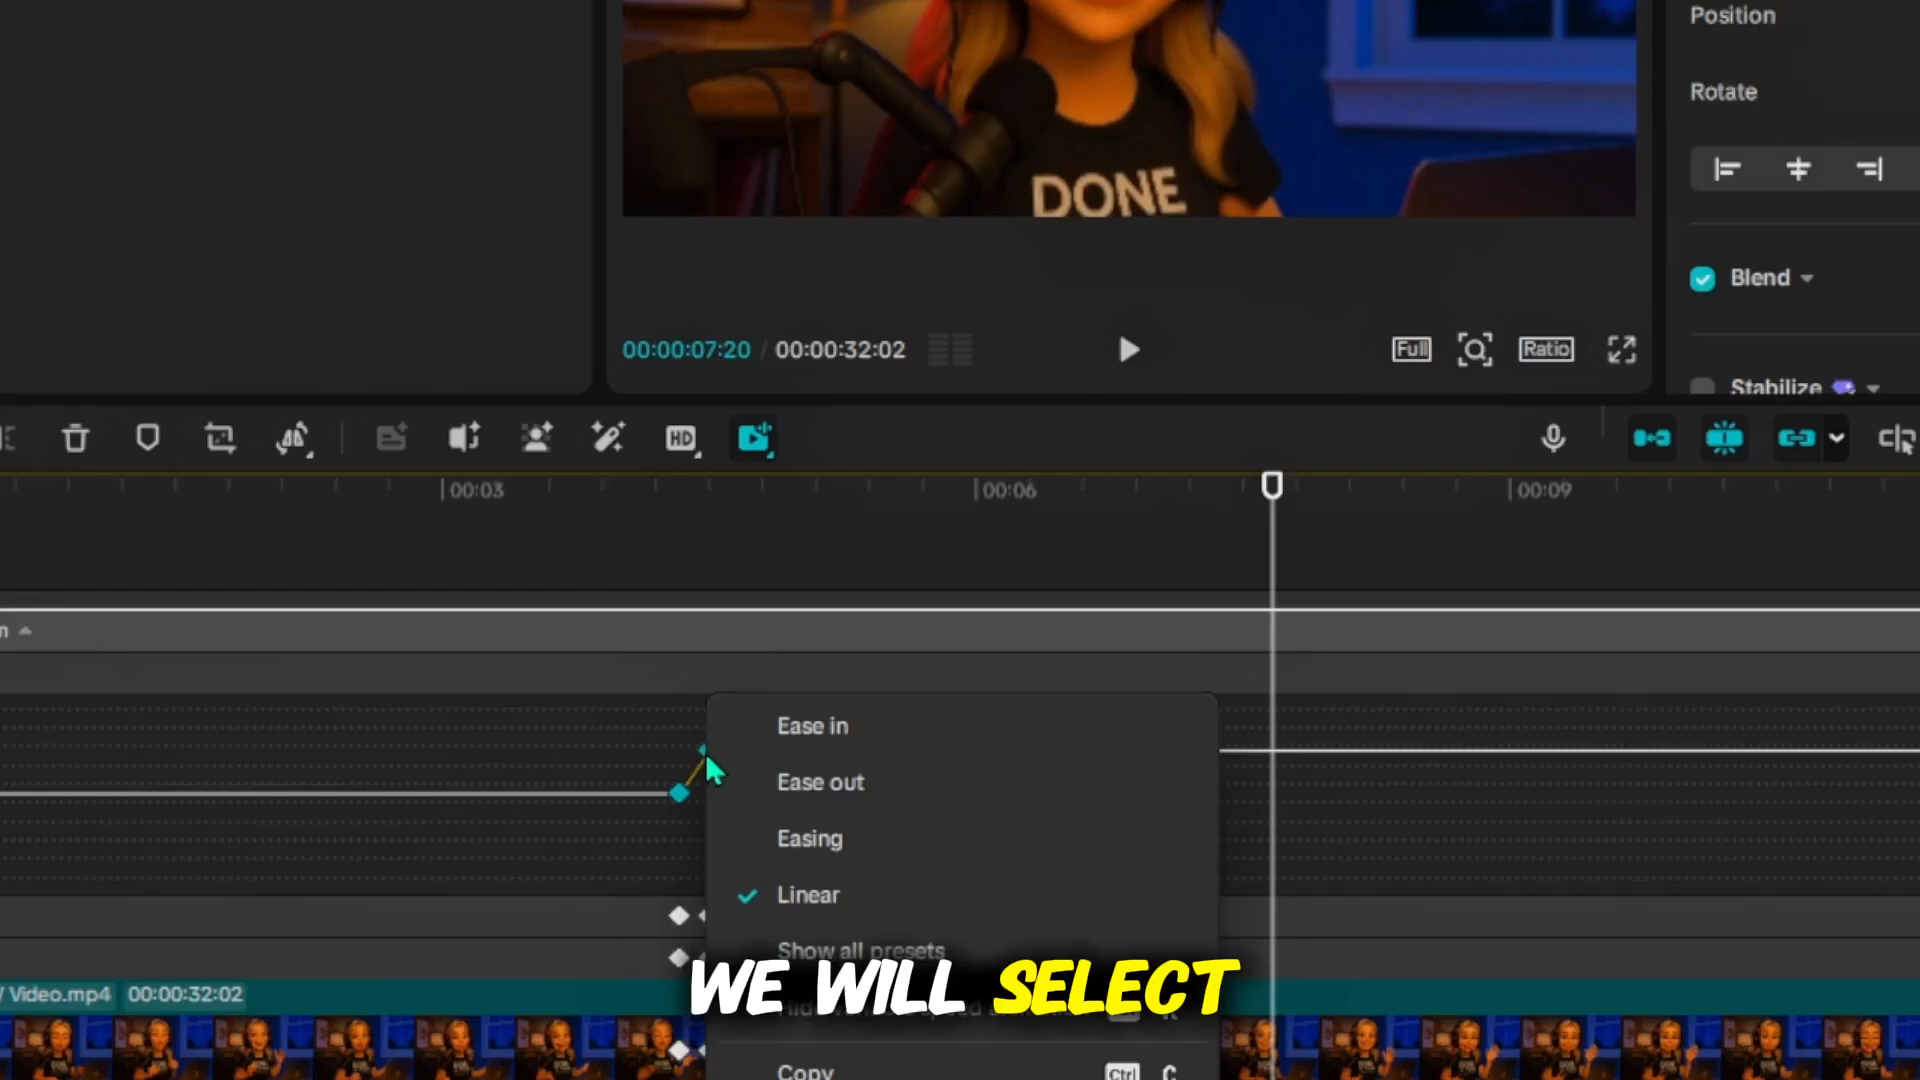 Position
Rotate
DONE
Blend
00:00:07:20 / 00:00:32:02
Full
Ratio
Stabilize
HD
00:03
00:06
00:09
Ease in
Ease out
Easing
Linear
Show all presets
Video.mp4 00:00:32:02
WE WILL SELECT
Copy Ctrl C